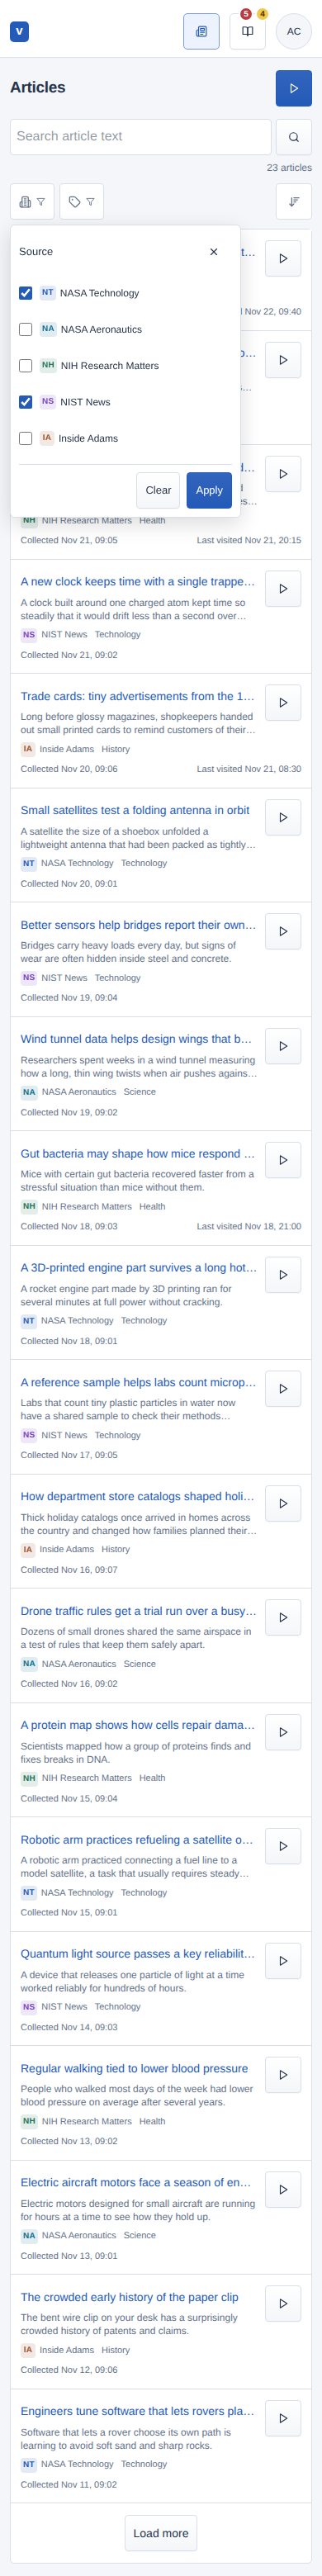 v
5
4
AC
Articles
Search article text
23 articles
Source
t…
NT NASA Technology
Nov 22, 09:40
NA NASA Aeronautics
o…
NH NIH Research Matters
s…
NS NIST News
IA Inside Adams
d…
Clear
Apply
es…
NH NIH Research Matters Health
Collected Nov 21, 09:05
Last visited Nov 21, 20:15
A new clock keeps time with a single trappe…
A clock built around one charged atom kept time so
steadily that it would drift less than a second over…
NS NIST News Technology
Collected Nov 21, 09:02
Trade cards: tiny advertisements from the 1…
Long before glossy magazines, shopkeepers handed
out small printed cards to remind customers of their…
IA Inside Adams History
Collected Nov 20, 09:06
Last visited Nov 21, 08:30
Small satellites test a folding antenna in orbit
A satellite the size of a shoebox unfolded a
lightweight antenna that had been packed as tightly…
NT NASA Technology Technology
Collected Nov 20, 09:01
Better sensors help bridges report their own…
Bridges carry heavy loads every day, but signs of
wear are often hidden inside steel and concrete.
NS NIST News Technology
Collected Nov 19, 09:04
Wind tunnel data helps design wings that b…
Researchers spent weeks in a wind tunnel measuring
how a long, thin wing twists when air pushes agains…
NA NASA Aeronautics Science
Collected Nov 19, 09:02
Gut bacteria may shape how mice respond …
Mice with certain gut bacteria recovered faster from a
stressful situation than mice without them.
NH NIH Research Matters Health
Collected Nov 18, 09:03
Last visited Nov 18, 21:00
A 3D-printed engine part survives a long hot…
A rocket engine part made by 3D printing ran for
several minutes at full power without cracking.
NT NASA Technology Technology
Collected Nov 18, 09:01
A reference sample helps labs count microp…
Labs that count tiny plastic particles in water now
have a shared sample to check their methods…
NS NIST News Technology
Collected Nov 17, 09:05
How department store catalogs shaped holi…
Thick holiday catalogs once arrived in homes across
the country and changed how families planned their…
IA Inside Adams History
Collected Nov 16, 09:07
Drone traffic rules get a trial run over a busy…
Dozens of small drones shared the same airspace in
a test of rules that keep them safely apart.
NA NASA Aeronautics Science
Collected Nov 16, 09:02
A protein map shows how cells repair dama…
Scientists mapped how a group of proteins finds and
fixes breaks in DNA.
NH NIH Research Matters Health
Collected Nov 15, 09:04
Robotic arm practices refueling a satellite o…
A robotic arm practiced connecting a fuel line to a
model satellite, a task that usually requires steady…
NT NASA Technology Technology
Collected Nov 15, 09:01
Quantum light source passes a key reliabilit…
A device that releases one particle of light at a time
worked reliably for hundreds of hours.
NS NIST News Technology
Collected Nov 14, 09:03
Regular walking tied to lower blood pressure
People who walked most days of the week had lower
blood pressure on average after several years.
NH NIH Research Matters Health
Collected Nov 13, 09:02
Electric aircraft motors face a season of en…
Electric motors designed for small aircraft are running
for hours at a time to see how they hold up.
NA NASA Aeronautics Science
Collected Nov 13, 09:01
The crowded early history of the paper clip
The bent wire clip on your desk has a surprisingly
crowded history of patents and claims.
IA Inside Adams History
Collected Nov 12, 09:06
Engineers tune software that lets rovers pla…
Software that lets a rover choose its own path is
learning to avoid soft sand and sharp rocks.
NT NASA Technology Technology
Collected Nov 11, 09:02
Load more